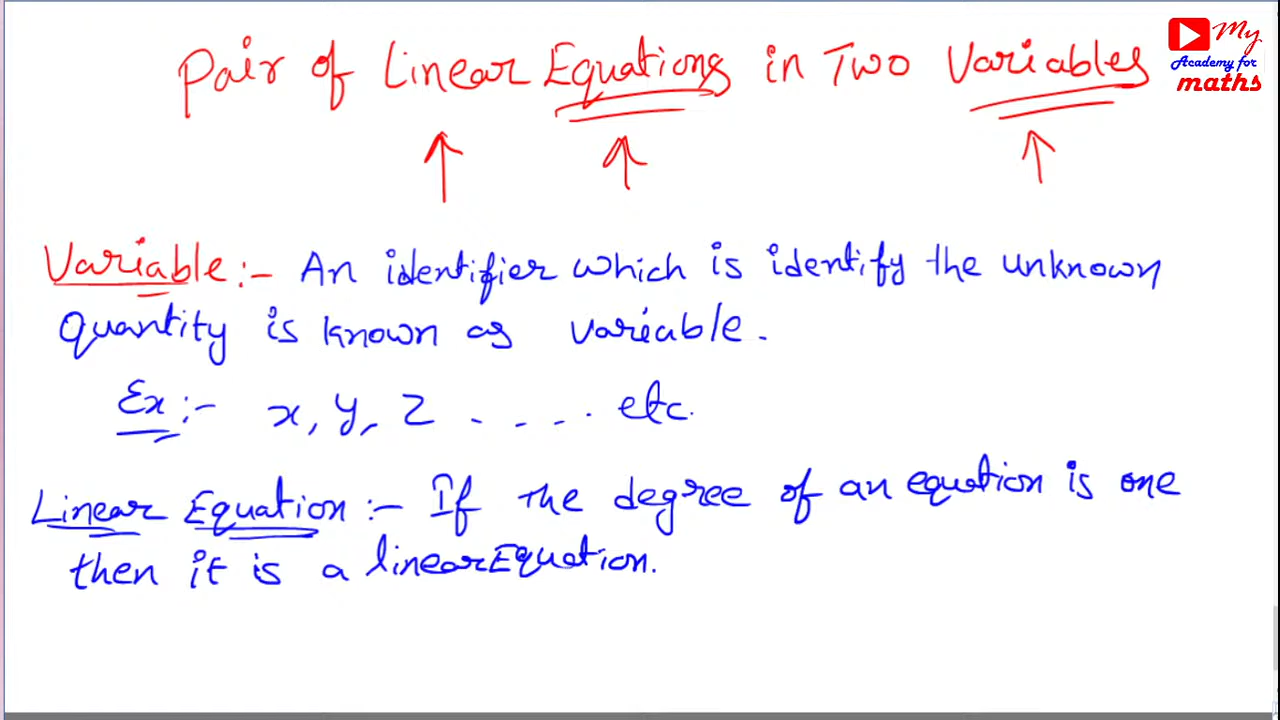 Pair of Linear Equations in Two Variables
My
Academy for
maths
Variable:- An identifier which is identify the unknown
Quantity is known as variable.
Ex:- x, y, z . . . . . etc.
Linear Equation:- If the degree of an equation is one
then it is a linear Equation.